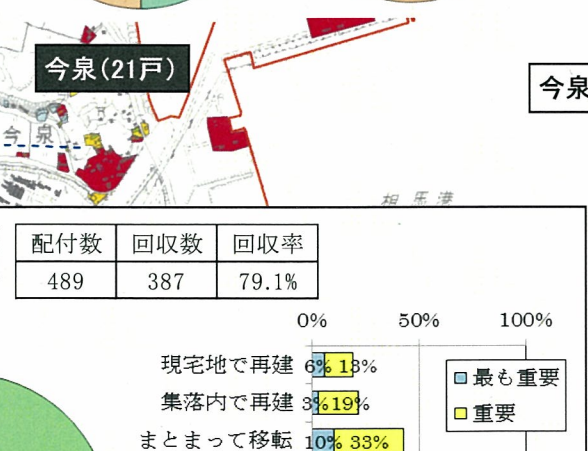 今泉(21戸)
今泉
今泉
相馬港
配付数 回収数 回収率
489 387 79.1%
0% 50% 100%
現宅地で再建 6% 13%
集落内で再建 3% 19%
まとまって移転 10% 33%
最も重要
重要